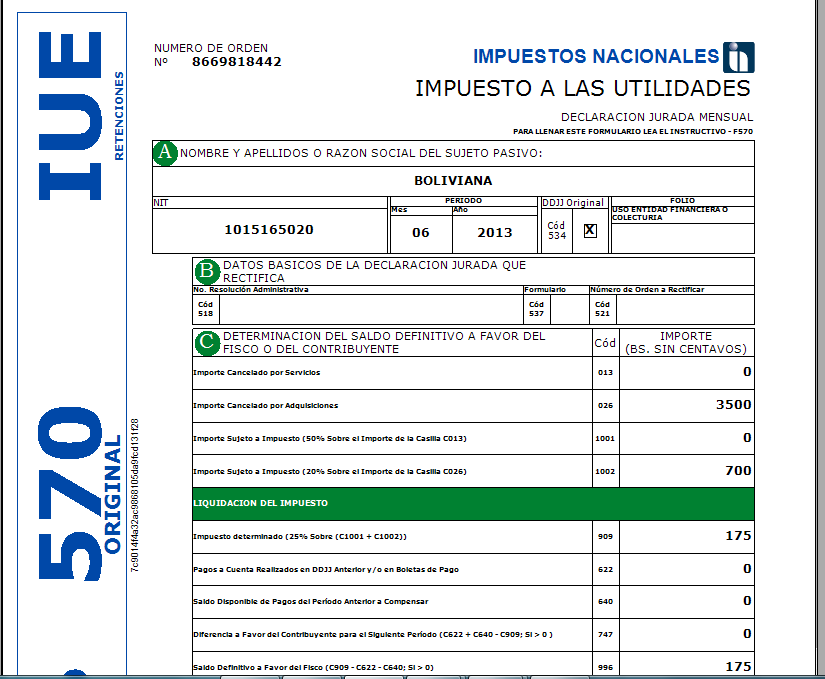 IUE
RETENCIONES
570
ORIGINAL
7c9014f4a32ac9868105da9fcd131f28
NUMERO DE ORDEN
Nº 8669818442
IMPUESTOS NACIONALES
IMPUESTO A LAS UTILIDADES
DECLARACION JURADA MENSUAL
PARA LLENAR ESTE FORMULARIO LEA EL INSTRUCTIVO - F570
A NOMBRE Y APELLIDOS O RAZON SOCIAL DEL SUJETO PASIVO:
BOLIVIANA
NIT
1015165020
PERIODO
Mes Año
06 2013
DDJJ Original
Cód
534 X
FOLIO
USO ENTIDAD FINANCIERA O
COLECTURIA
B DATOS BASICOS DE LA DECLARACION JURADA QUE
RECTIFICA
No. Resolución Administrativa Formulario Número de Orden a Rectificar
Cód
518
Cód
537
Cód
521
C DETERMINACION DEL SALDO DEFINITIVO A FAVOR DEL
FISCO O DEL CONTRIBUYENTE
Cód
IMPORTE
(BS. SIN CENTAVOS)
Importe Cancelado por Servicios 013 0
Importe Cancelado por Adquisiciones 026 3500
Importe Sujeto a Impuesto (50% Sobre el Importe de la Casilla C013) 1001 0
Importe Sujeto a Impuesto (20% Sobre el Importe de la Casilla C026) 1002 700
LIQUIDACION DEL IMPUESTO
Impuesto determinado (25% Sobre (C1001 + C1002)) 909 175
Pagos a Cuenta Realizados en DDJJ Anterior y/o en Boletas de Pago 622 0
Saldo Disponible de Pagos del Período Anterior a Compensar 640 0
Diferencia a Favor del Contribuyente para el Siguiente Período (C622 + C640 - C909; Si > 0 ) 747 0
Saldo Definitivo a Favor del Fisco (C909 - C622 - C640; Si > 0) 996 175